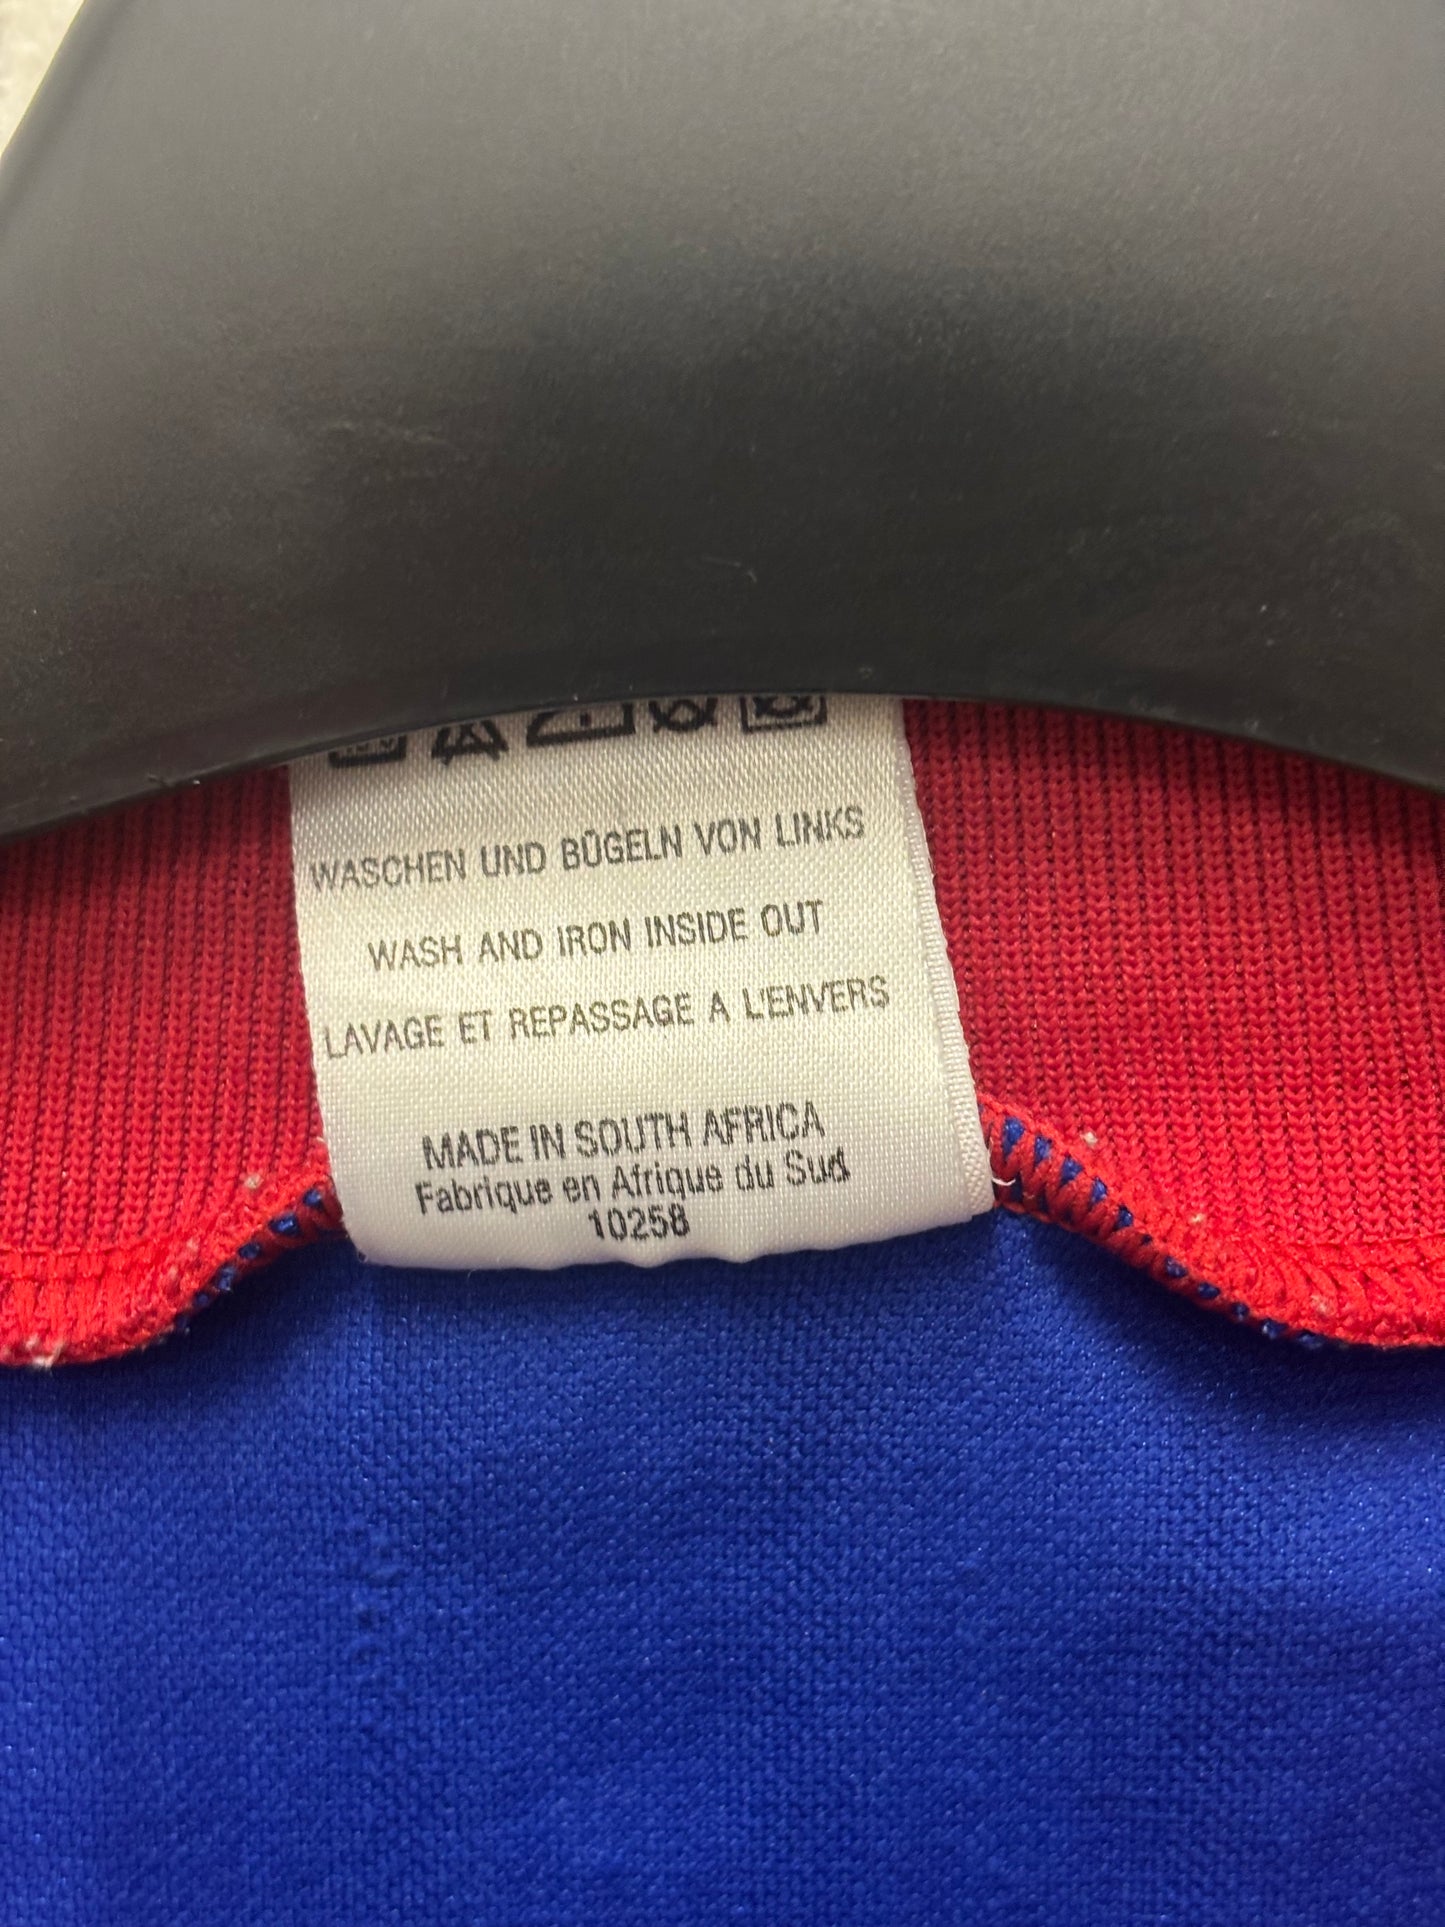 WASCHEN UND BÜGELN VON LINKS
WASH AND IRON INSIDE OUT
LAVAGE ET REPASSAGE A L'ENVERS
MADE IN SOUTH AFRICA
Fabrique en Afrique du Sud
10258